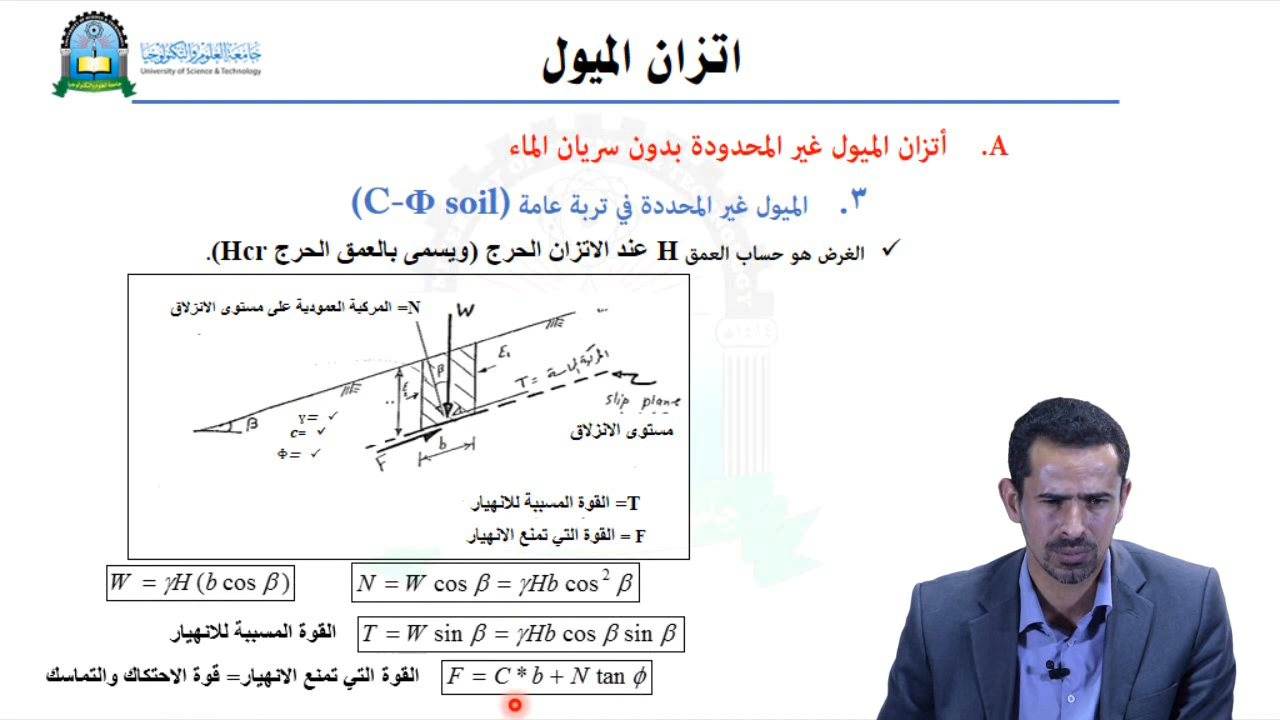 جامعة العلوم والتكنولوجيا
University of Science & Technology
اتزان الميول
A. أتزان الميول غير المحدودة بدون سريان الماء
٣. الميول غير المحددة في تربة عامة (C-Φ soil)
✓ الغرض هو حساب العمق H عند الاتزان الحرج (ويسمى بالعمق الحرج Hcr).
N= المركبة العمودية على مستوى الانزلاق
W
E₁
β
T =
slip plane
مستوى الانزلاق
β
γ= ✓
c= ✓
Φ= ✓
b
F
T= القوة المسببة للانهيار
F = القوة التي تمنع الانهيار
W = γH (b cos β)
N = W cos β = γHb cos² β
القوة المسببة للانهيار T = W sin β = γHb cos β sin β
القوة التي تمنع الانهيار= قوة الاحتكاك والتماسك F = C * b + N tan ϕ